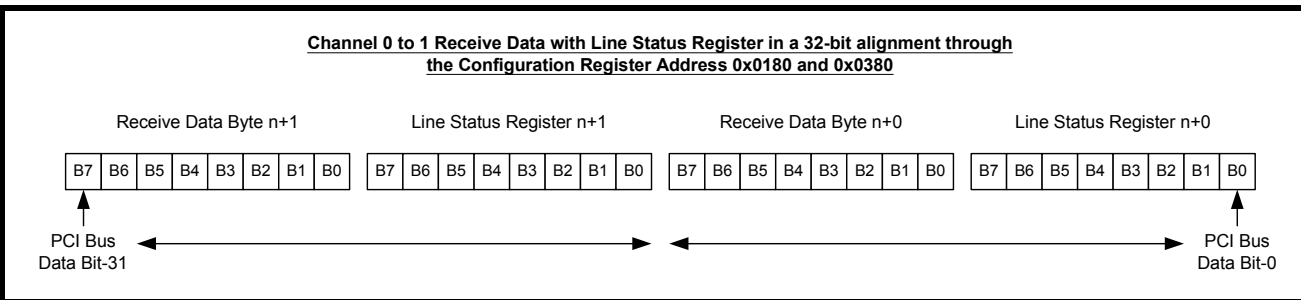 Channel 0 to 1 Receive Data with Line Status Register in a 32-bit alignment through
the Configuration Register Address 0x0180 and 0x0380
Receive Data Byte n+1 Line Status Register n+1 Receive Data Byte n+0 Line Status Register n+0
B7 B6 B5 B4 B3 B2 B1 B0 B7 B6 B5 B4 B3 B2 B1 B0 B7 B6 B5 B4 B3 B2 B1 B0 B7 B6 B5 B4 B3 B2 B1 B0
PCI Bus
Data Bit-31
PCI Bus
Data Bit-0